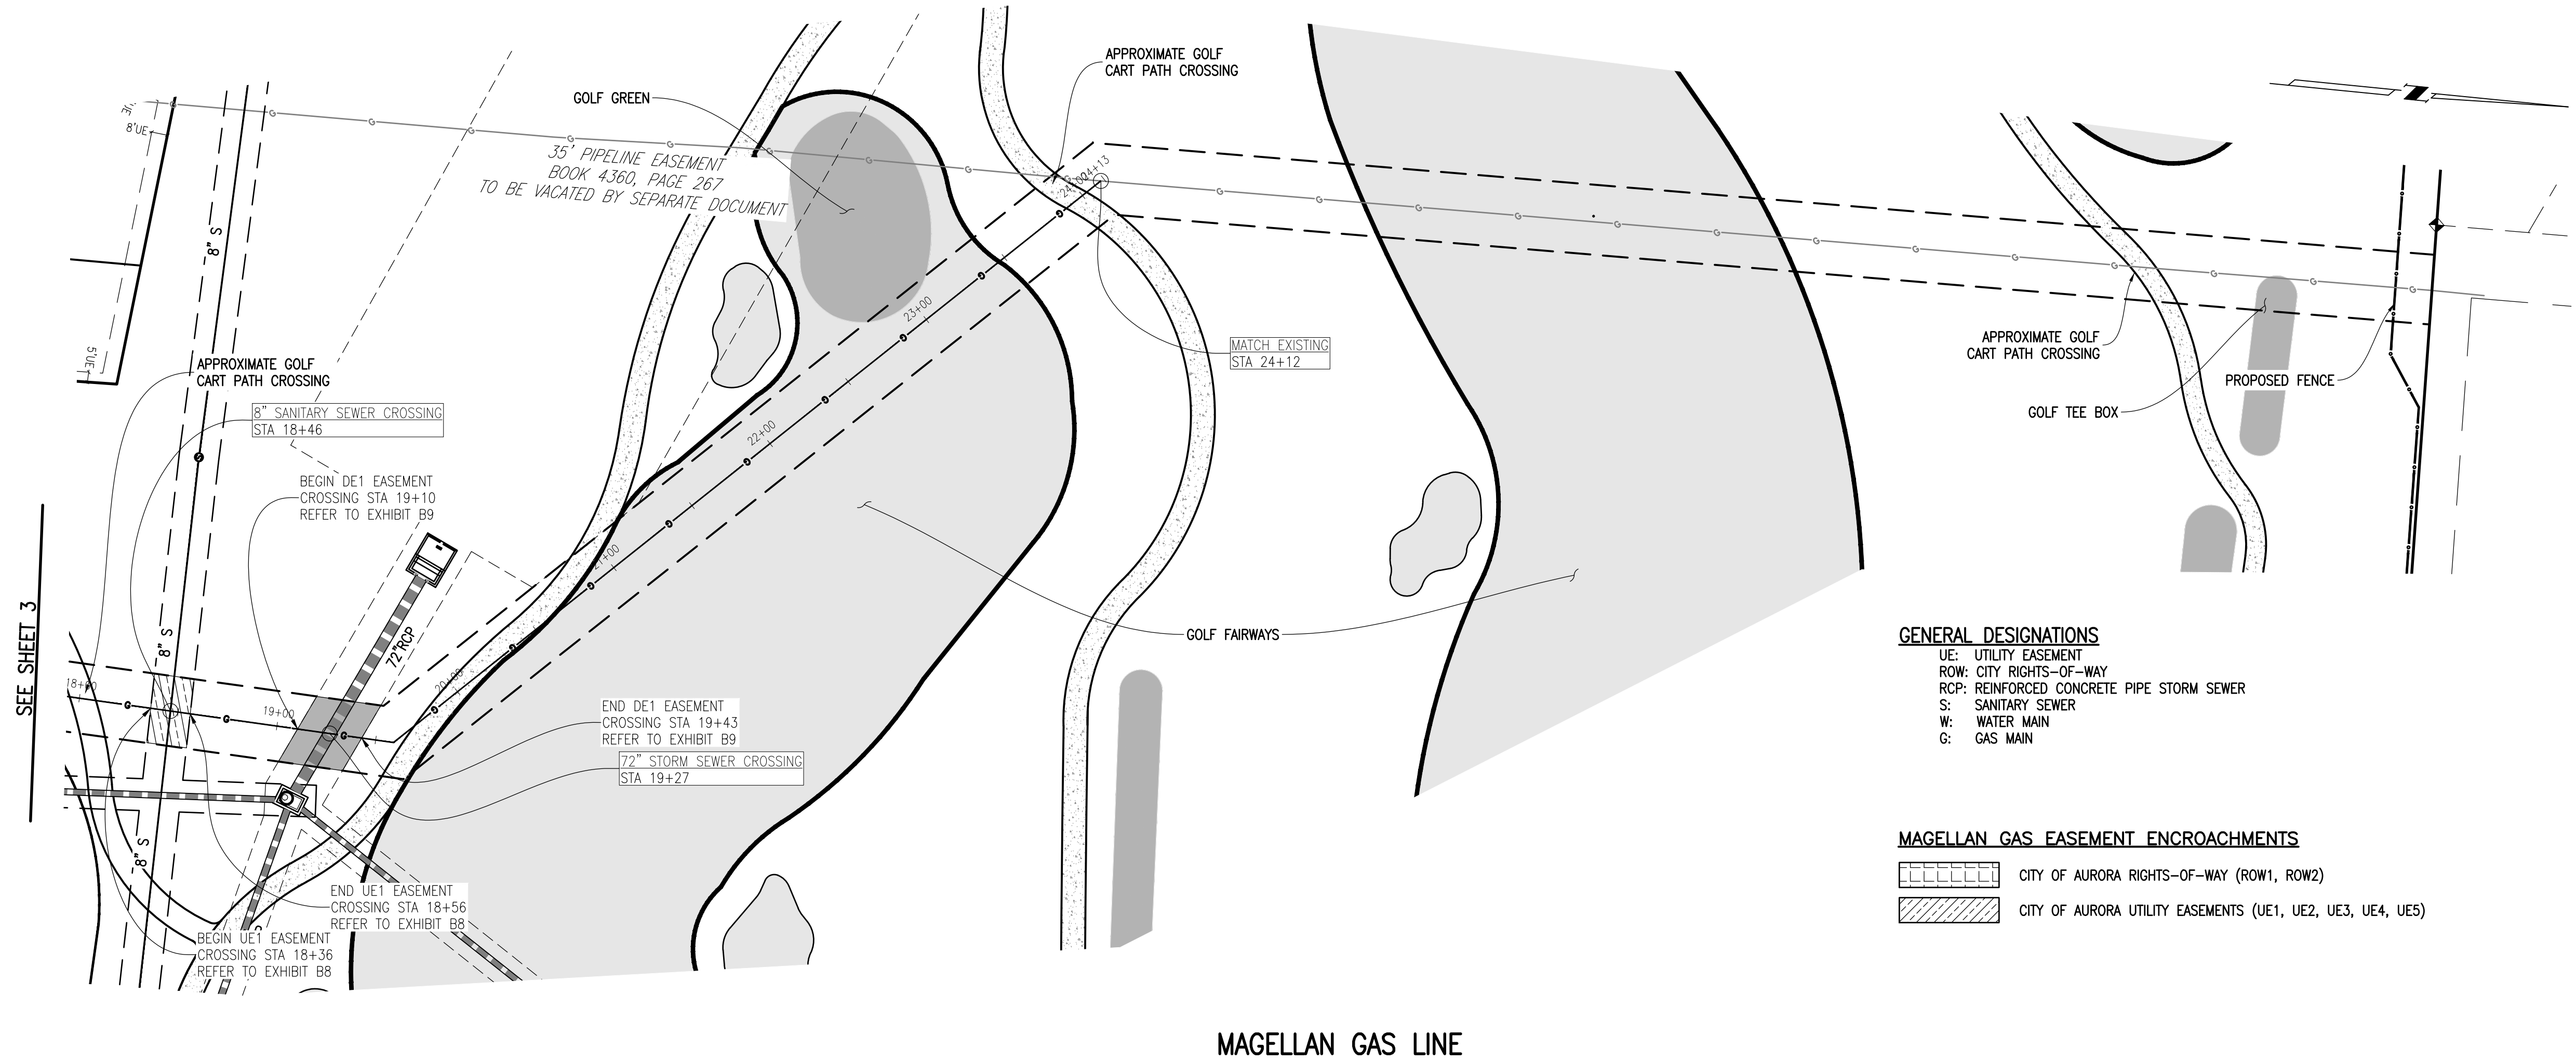 APPROXIMATE GOLF
CART PATH CROSSING
GOLF GREEN
UE
8'UE
35' PIPELINE EASEMENT
BOOK 4360, PAGE 267
TO BE VACATED BY SEPARATE DOCUMENT
24+13
8" S
23+00
MATCH EXISTING
STA 24+12
APPROXIMATE GOLF
CART PATH CROSSING
PROPOSED FENCE
GOLF TEE BOX
5'UE
APPROXIMATE GOLF
CART PATH CROSSING
8" SANITARY SEWER CROSSING
STA 18+46
22+00
BEGIN DE1 EASEMENT
CROSSING STA 19+10
REFER TO EXHIBIT B9
21+00
SEE SHEET 3
8" S
72"RCP
GOLF FAIRWAYS
18+00
19+00
20+00
END DE1 EASEMENT
CROSSING STA 19+43
REFER TO EXHIBIT B9
72" STORM SEWER CROSSING
STA 19+27
8" S
END UE1 EASEMENT
CROSSING STA 18+56
REFER TO EXHIBIT B8
BEGIN UE1 EASEMENT
CROSSING STA 18+36
REFER TO EXHIBIT B8
GENERAL DESIGNATIONS
UE: UTILITY EASEMENT
ROW: CITY RIGHTS-OF-WAY
RCP: REINFORCED CONCRETE PIPE STORM SEWER
S: SANITARY SEWER
W: WATER MAIN
G: GAS MAIN
MAGELLAN GAS EASEMENT ENCROACHMENTS
CITY OF AURORA RIGHTS-OF-WAY (ROW1, ROW2)
CITY OF AURORA UTILITY EASEMENTS (UE1, UE2, UE3, UE4, UE5)
MAGELLAN GAS LINE